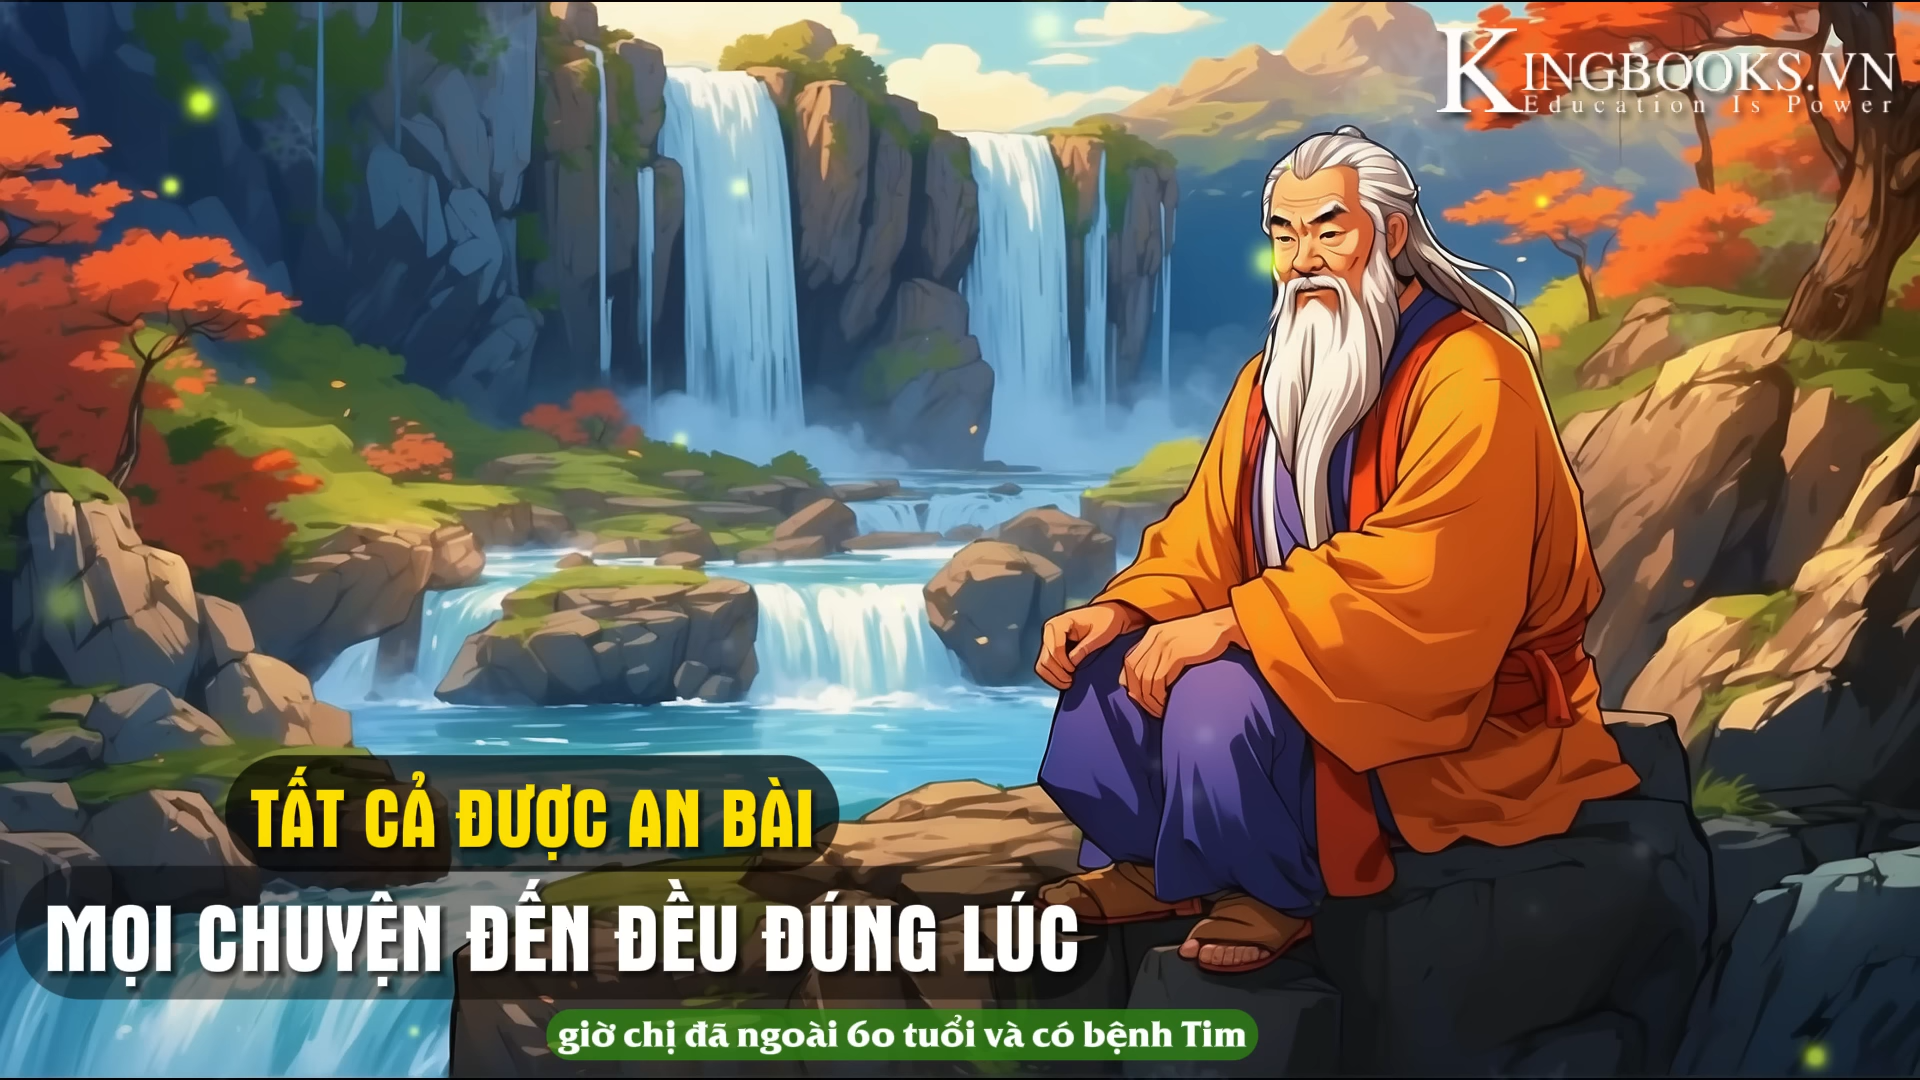 KINGBOOKS.VN
Education Is Power
TẤT CẢ ĐƯỢC AN BÀI
MỌI CHUYỆN ĐẾN ĐỀU ĐÚNG LÚC
giờ chị đã ngoài 60 tuổi và có bệnh Tim